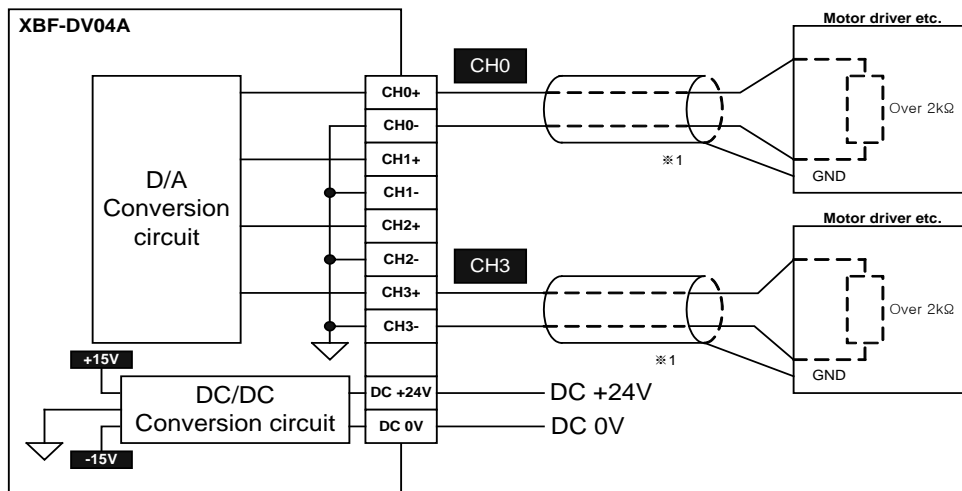 XBF-DV04A
Motor driver etc.
CH0
CH0+
CH0-
CH1+
CH1-
CH2+
CH2-
CH3+
CH3-
DC +24V
DC 0V
D/A
Conversion
circuit
Over 2kΩ
※1
GND
Motor driver etc.
CH3
Over 2kΩ
※1
GND
+15V
DC/DC
Conversion circuit
-15V
DC +24V
DC 0V